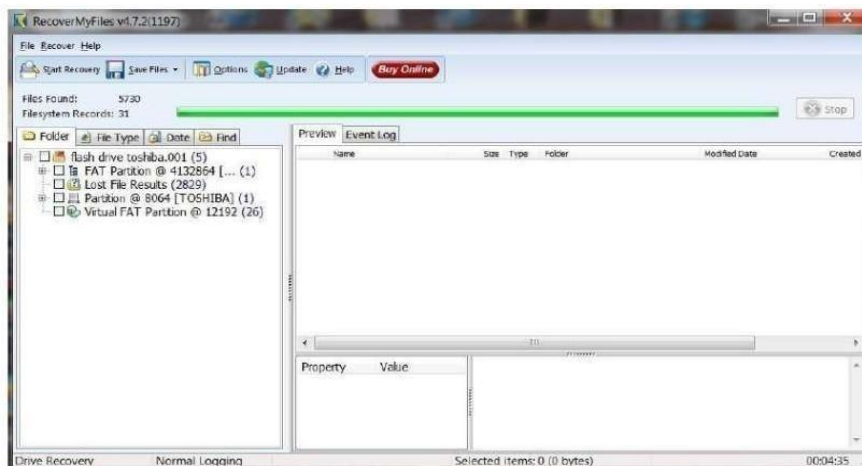 RecoverMyFiles v4.7.2(1197)
File Recover Help
Start Recovery Save Files Options Update Help Buy Online
Files Found: 5730
Filesystem Records: 31
Stop
Folder File Type Date Find
flash drive toshiba.001 (5)
FAT Partition @ 4132864 [... (1)
Lost File Results (2829)
Partition @ 8064 [TOSHIBA] (1)
Virtual FAT Partition @ 12192 (26)
Preview Event Log
Name Size Type Folder Modified Date Created
Property Value
Drive Recovery Normal Logging Selected items: 0 (0 bytes) 00:04:35